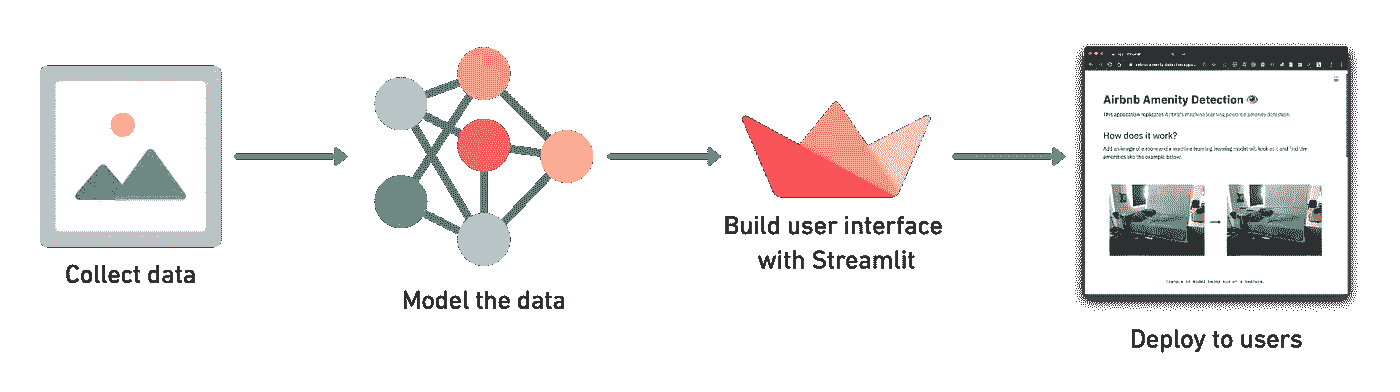 Collect data
Model the data
Build user interface
with Streamlit
Airbnb Amenity Detection
This application replicates Airbnb's machine learning powered amenity detection.
How does it work?
Add an image of a room and a machine learning learning model will look at it and find the
amenities like the example below:
Example of model being run on a bedroom.
Deploy to users